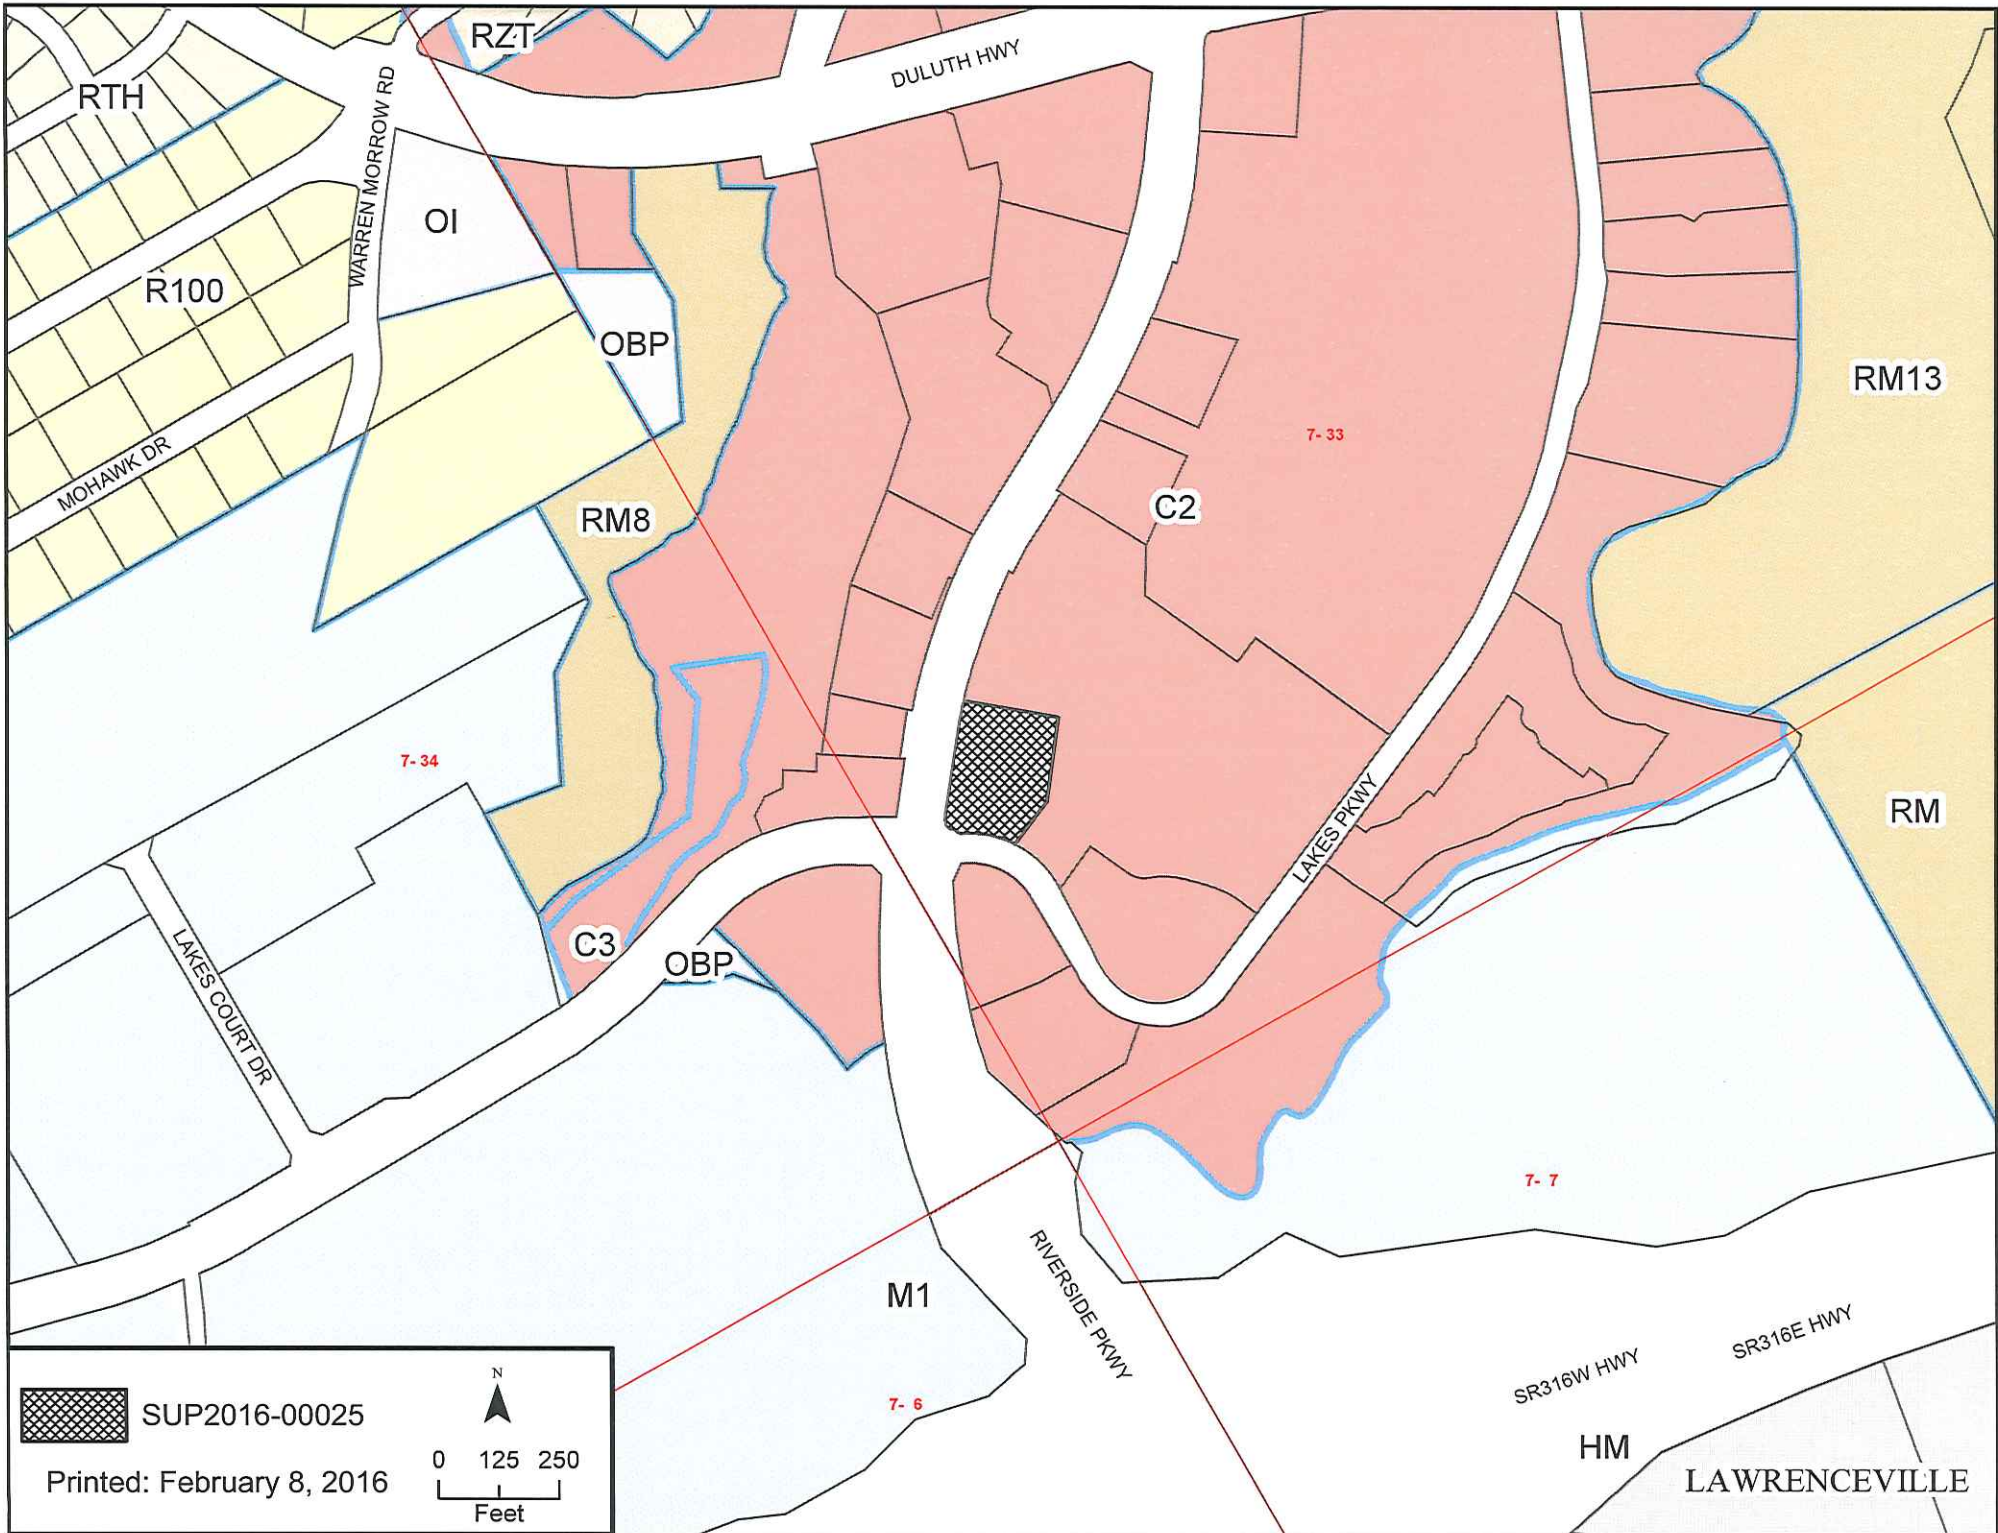 RZT
DULUTH HWY
RTH
WARREN MORROW RD
OI
R100
OBP
RM13
7- 33
MOHAWK DR
C2
RM8
7- 34
LAKES PKWY
RM
C3
OBP
LAKES COURT DR
7- 7
RIVERSIDE PKWY
M1
SR316E HWY
SR316W HWY
7- 6
HM
LAWRENCEVILLE
N
SUP2016-00025
0 125 250
Feet
Printed: February 8, 2016